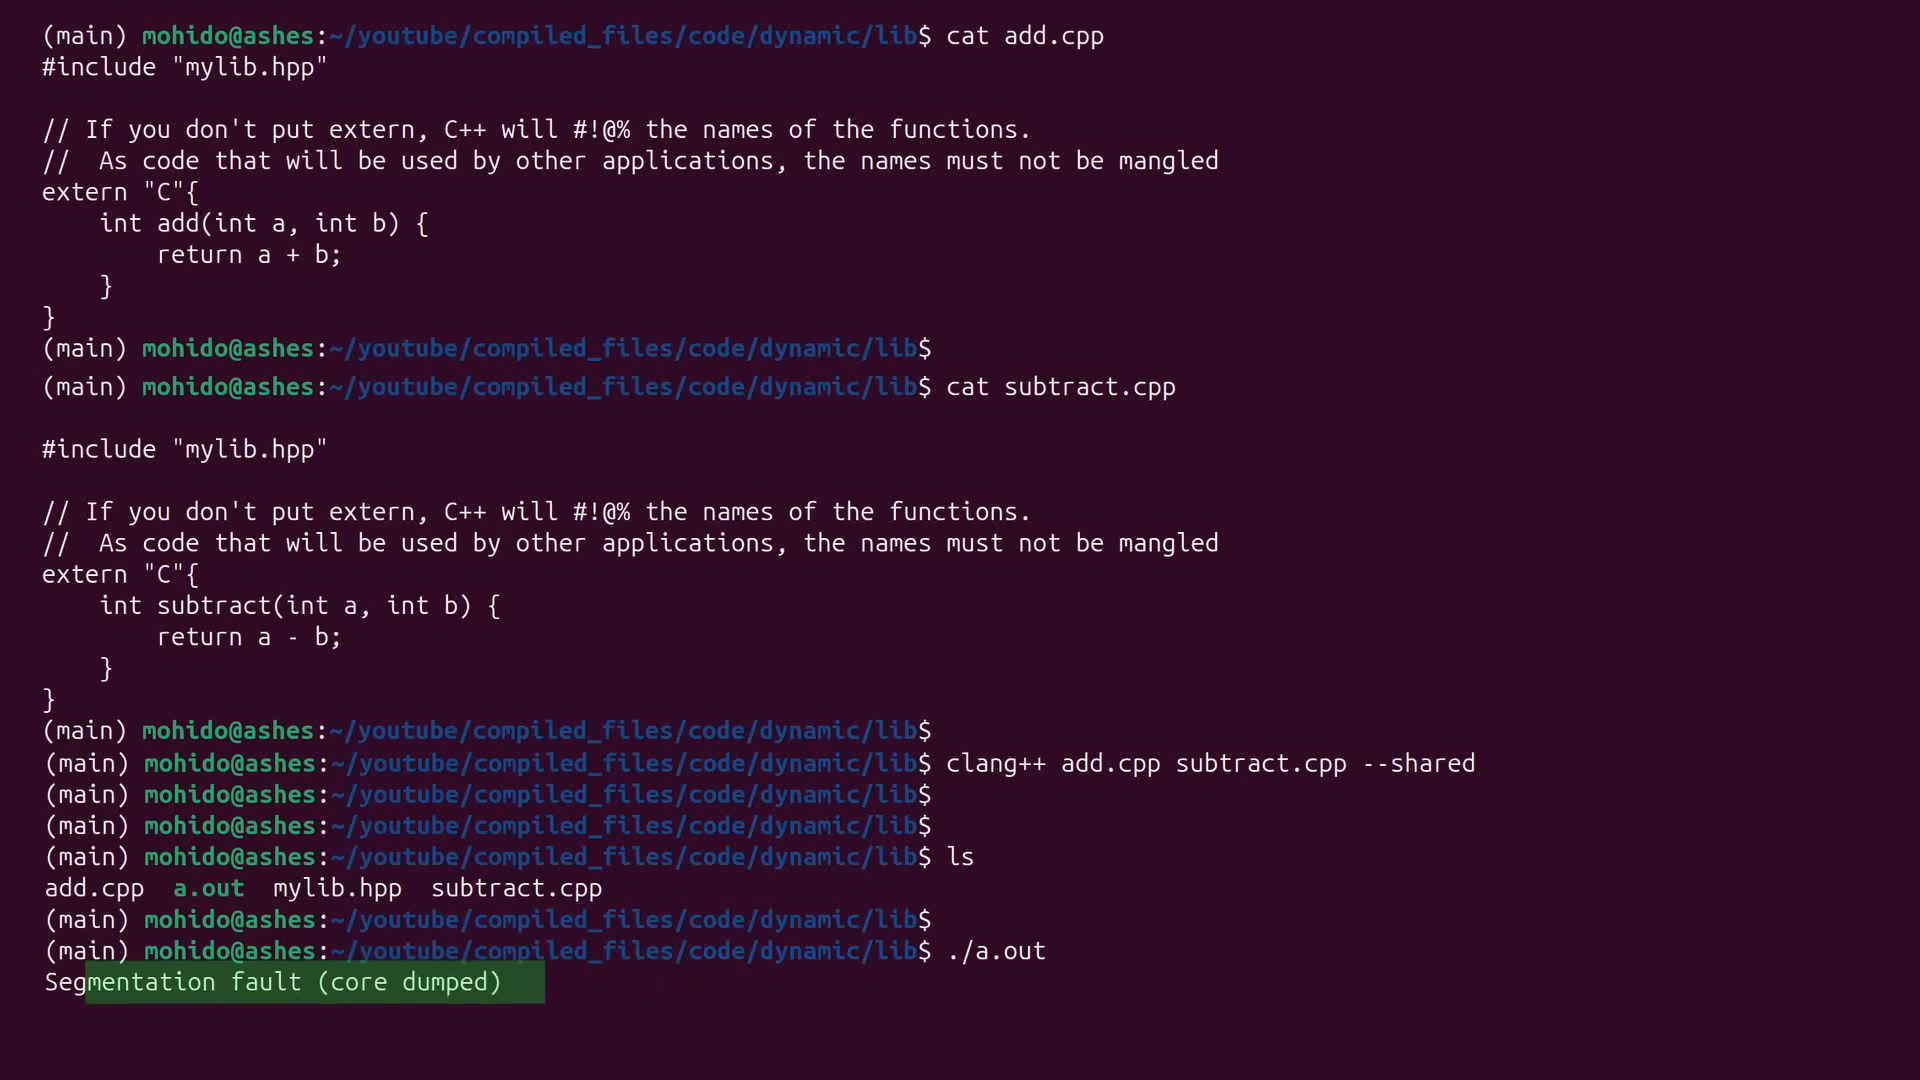 (main) mohido@ashes:~/youtube/compiled_files/code/dynamic/lib$ cat add.cpp
#include "mylib.hpp"
// If you don't put extern, C++ will #!@% the names of the functions.
//  As code that will be used by other applications, the names must not be mangled
extern "C"{
    int add(int a, int b) {
        return a + b;
    }
}
(main) mohido@ashes:~/youtube/compiled_files/code/dynamic/lib$
(main) mohido@ashes:~/youtube/compiled_files/code/dynamic/lib$ cat subtract.cpp
#include "mylib.hpp"
// If you don't put extern, C++ will #!@% the names of the functions.
//  As code that will be used by other applications, the names must not be mangled
extern "C"{
    int subtract(int a, int b) {
        return a - b;
    }
}
(main) mohido@ashes:~/youtube/compiled_files/code/dynamic/lib$
(main) mohido@ashes:~/youtube/compiled_files/code/dynamic/lib$ clang++ add.cpp subtract.cpp --shared
(main) mohido@ashes:~/youtube/compiled_files/code/dynamic/lib$
(main) mohido@ashes:~/youtube/compiled_files/code/dynamic/lib$
(main) mohido@ashes:~/youtube/compiled_files/code/dynamic/lib$ ls
add.cpp  a.out  mylib.hpp  subtract.cpp
(main) mohido@ashes:~/youtube/compiled_files/code/dynamic/lib$
(main) mohido@ashes:~/youtube/compiled_files/code/dynamic/lib$ ./a.out
Segmentation fault (core dumped)